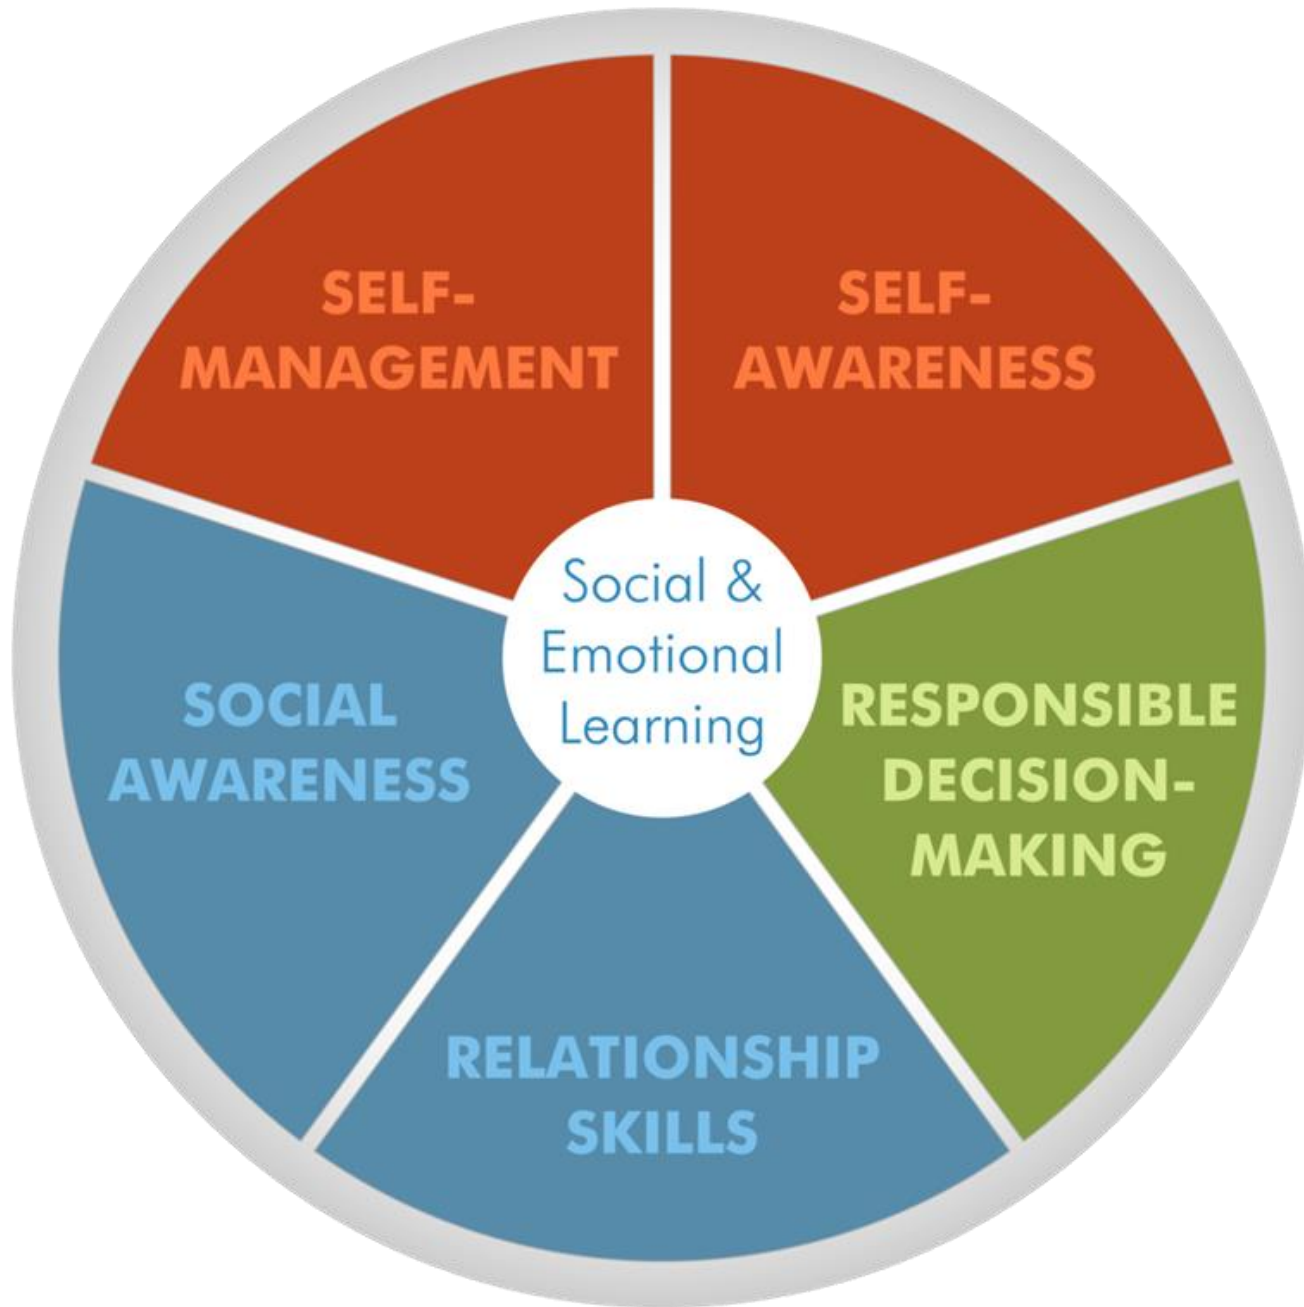 SELF-
MANAGEMENT
SELF-
AWARENESS
Social &
Emotional
Learning
SOCIAL
AWARENESS
RESPONSIBLE
DECISION-
MAKING
RELATIONSHIP
SKILLS